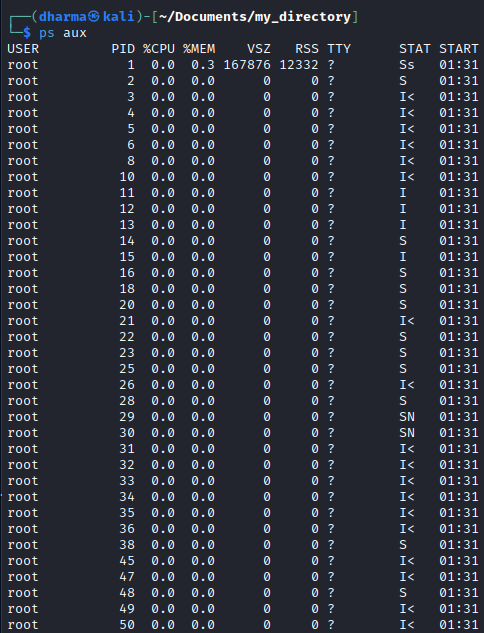 ┌──(dharma㉿kali)-[~/Documents/my_directory]
└─$ ps aux
USER PID %CPU %MEM VSZ RSS TTY STAT START
root 1 0.0 0.3 167876 12332 ? Ss 01:31
root 2 0.0 0.0 0 0 ? S 01:31
root 3 0.0 0.0 0 0 ? I< 01:31
root 4 0.0 0.0 0 0 ? I< 01:31
root 5 0.0 0.0 0 0 ? I< 01:31
root 6 0.0 0.0 0 0 ? I< 01:31
root 8 0.0 0.0 0 0 ? I< 01:31
root 10 0.0 0.0 0 0 ? I< 01:31
root 11 0.0 0.0 0 0 ? I 01:31
root 12 0.0 0.0 0 0 ? I 01:31
root 13 0.0 0.0 0 0 ? I 01:31
root 14 0.0 0.0 0 0 ? S 01:31
root 15 0.0 0.0 0 0 ? I 01:31
root 16 0.0 0.0 0 0 ? S 01:31
root 18 0.0 0.0 0 0 ? S 01:31
root 20 0.0 0.0 0 0 ? S 01:31
root 21 0.0 0.0 0 0 ? I< 01:31
root 22 0.0 0.0 0 0 ? S 01:31
root 23 0.0 0.0 0 0 ? S 01:31
root 25 0.0 0.0 0 0 ? S 01:31
root 26 0.0 0.0 0 0 ? I< 01:31
root 28 0.0 0.0 0 0 ? S 01:31
root 29 0.0 0.0 0 0 ? SN 01:31
root 30 0.0 0.0 0 0 ? SN 01:31
root 31 0.0 0.0 0 0 ? I< 01:31
root 32 0.0 0.0 0 0 ? I< 01:31
root 33 0.0 0.0 0 0 ? I< 01:31
root 34 0.0 0.0 0 0 ? I< 01:31
root 35 0.0 0.0 0 0 ? I< 01:31
root 36 0.0 0.0 0 0 ? I< 01:31
root 38 0.0 0.0 0 0 ? S 01:31
root 45 0.0 0.0 0 0 ? I< 01:31
root 47 0.0 0.0 0 0 ? I< 01:31
root 48 0.0 0.0 0 0 ? S 01:31
root 49 0.0 0.0 0 0 ? I< 01:31
root 50 0.0 0.0 0 0 ? I< 01:31